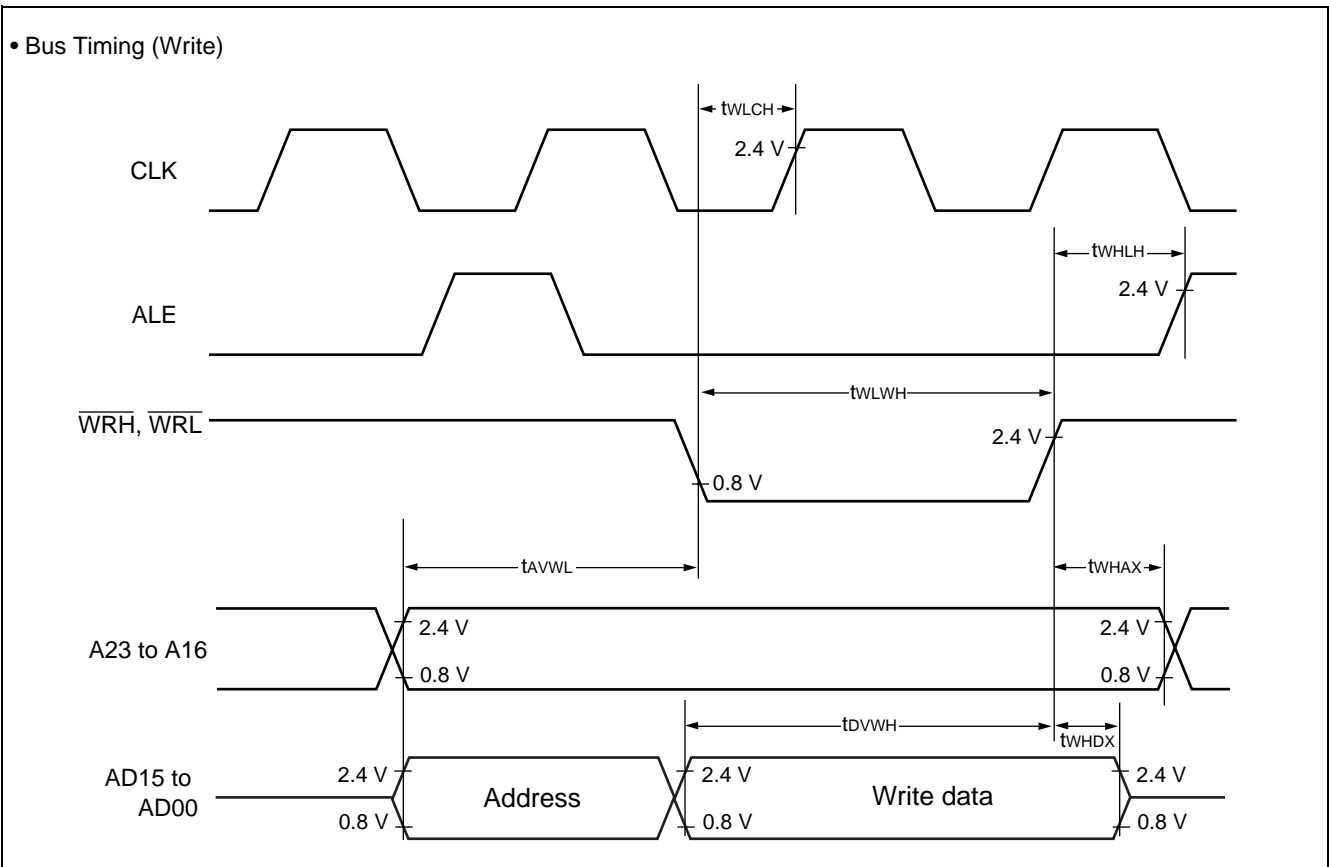 • Bus Timing (Write)
tWLCH
2.4 V
CLK
tWHLH
2.4 V
ALE
tWLWH
WRH, WRL
2.4 V
0.8 V
tAVWL
tWHAX
2.4 V
2.4 V
A23 to A16
0.8 V
0.8 V
tDVWH
tWHDX
AD15 to
AD00
2.4 V
2.4 V
2.4 V
Address
Write data
0.8 V
0.8 V
0.8 V